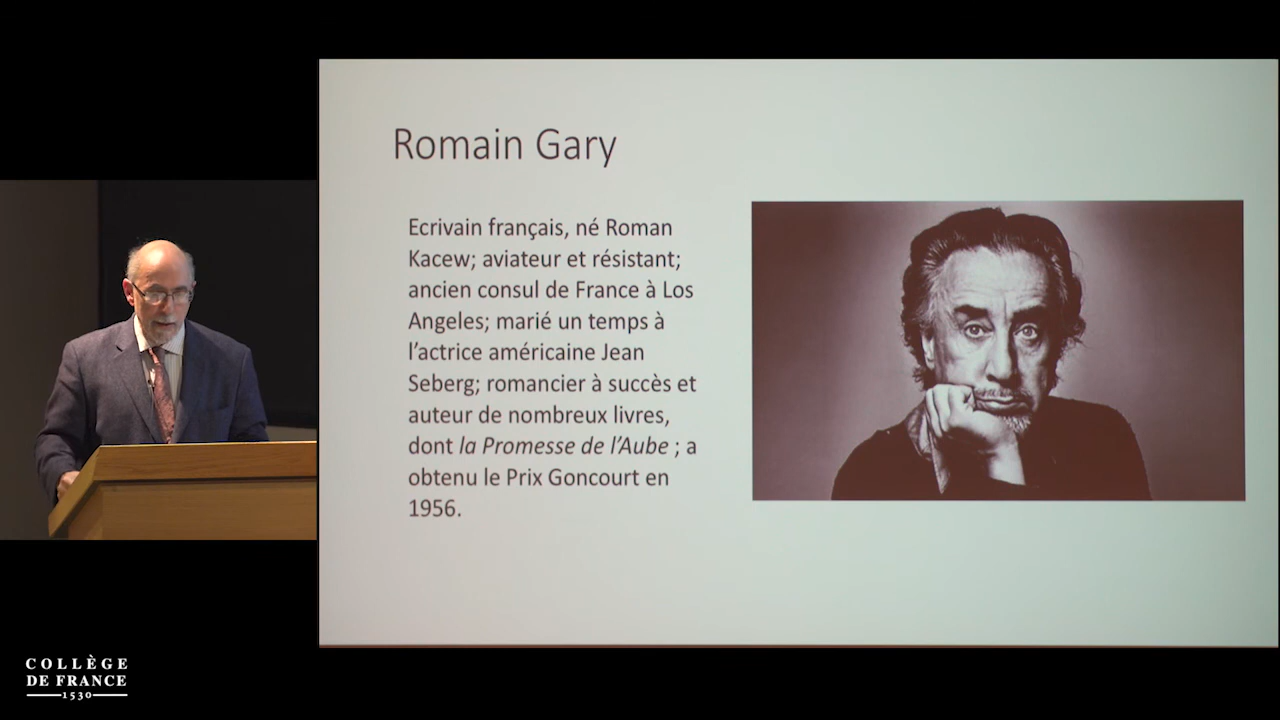 Romain Gary
Ecrivain français, né Roman
Kacew; aviateur et résistant;
ancien consul de France à Los
Angeles; marié un temps à
l'actrice américaine Jean
Seberg; romancier à succès et
auteur de nombreux livres,
dont la Promesse de l'Aube ; a
obtenu le Prix Goncourt en
1956.
COLLÈGE
DE FRANCE
1530